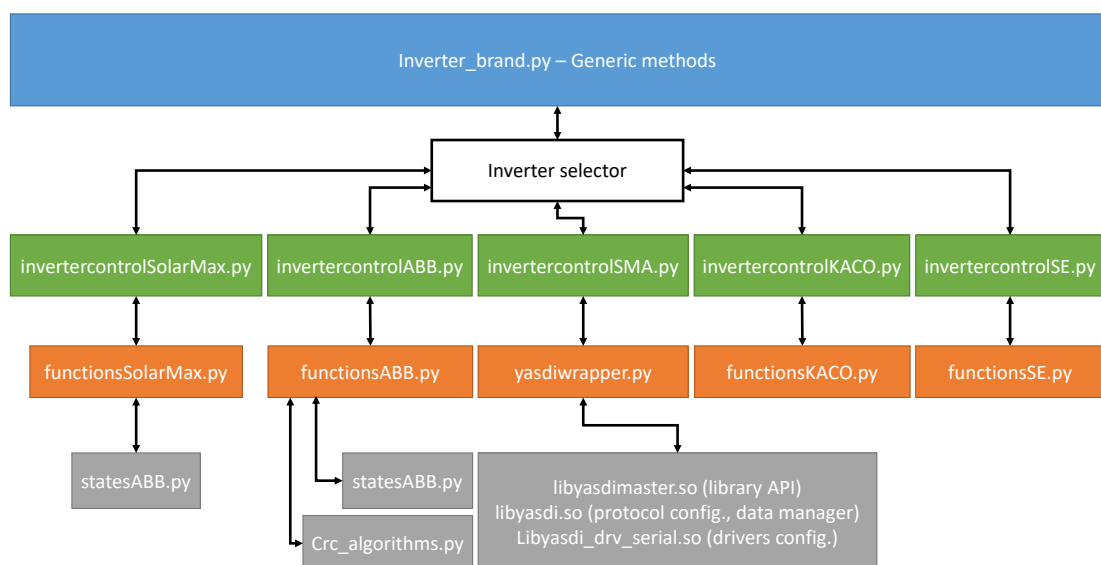 Inverter_brand.py – Generic methods
Inverter selector
invertercontrolSolarMax.py
invertercontrolABB.py
invertercontrolSMA.py
invertercontrolKACO.py
invertercontrolSE.py
functionsSolarMax.py
functionsABB.py
yasdiwrapper.py
functionsKACO.py
functionsSE.py
statesABB.py
statesABB.py
Crc_algorithms.py
libyasdimaster.so (library API)
libyasdi.so (protocol config., data manager)
Libyasdi_drv_serial.so (drivers config.)